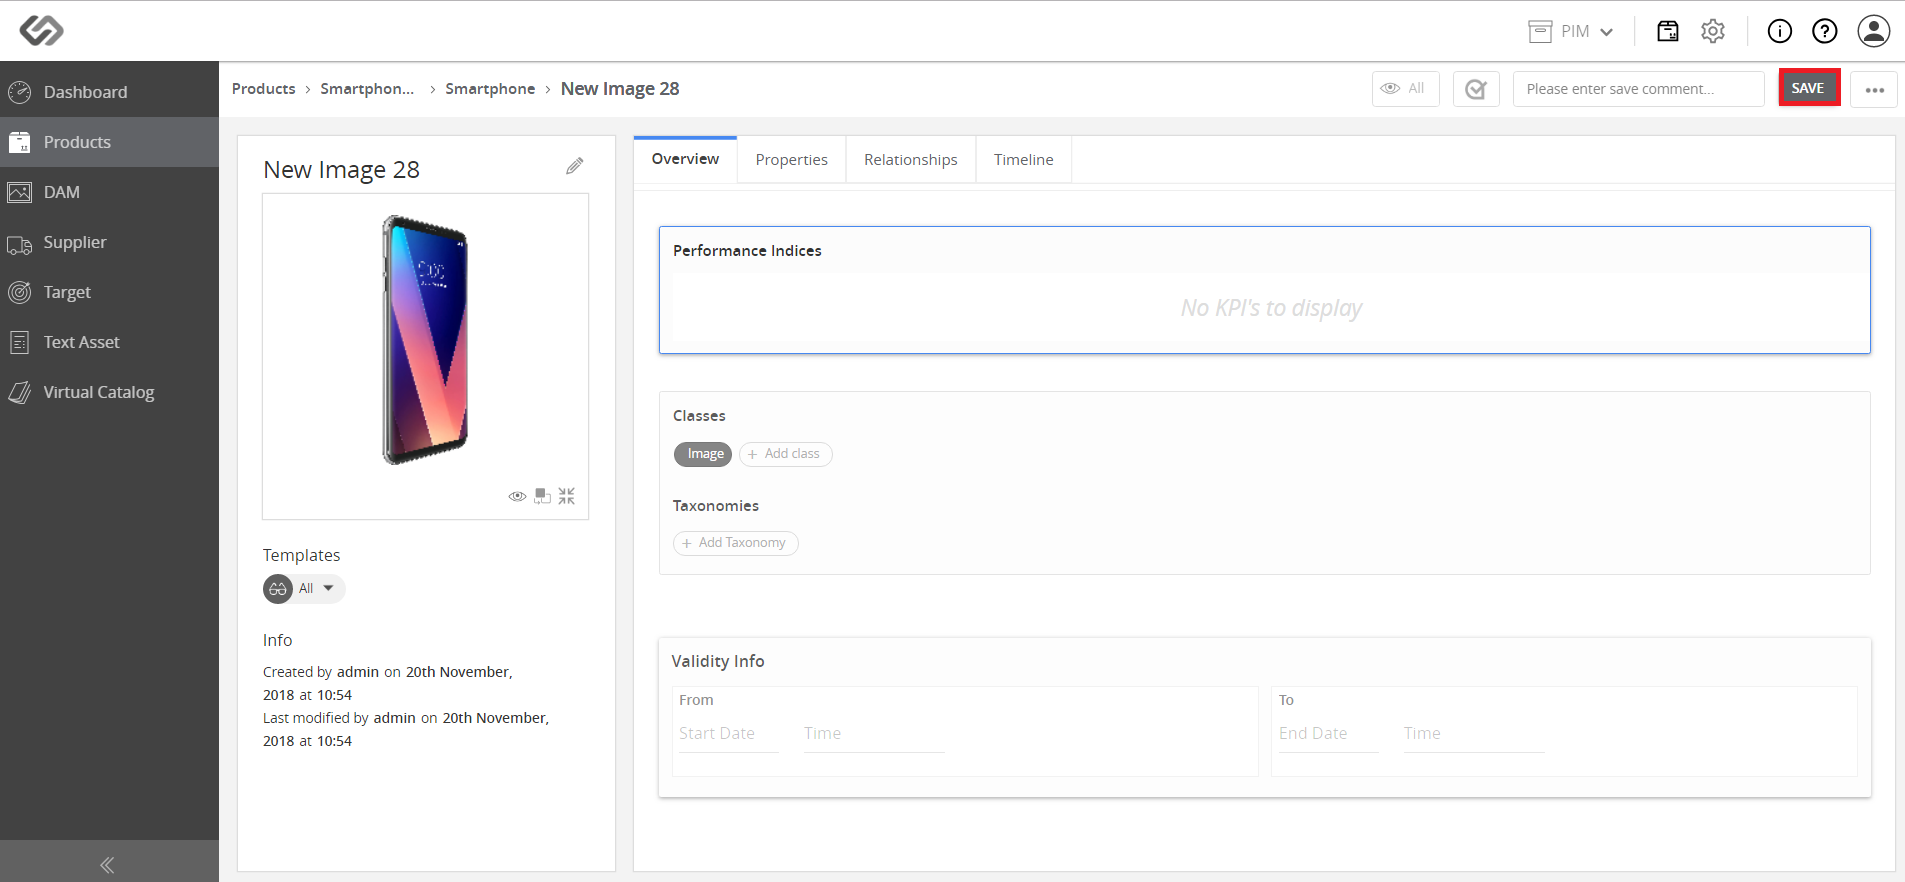 PIM
Dashboard
Products
DAM
Supplier
Target
Text Asset
Virtual Catalog
Products › Smartphon... › Smartphone › New Image 28
All
Please enter save comment...
SAVE
New Image 28
Templates
All
Info
Created by admin on 20th November,
2018 at 10:54
Last modified by admin on 20th November,
2018 at 10:54
Overview
Properties
Relationships
Timeline
Performance Indices
No KPI's to display
Classes
Image
+ Add class
Taxonomies
+ Add Taxonomy
Validity Info
From
Start Date
Time
To
End Date
Time